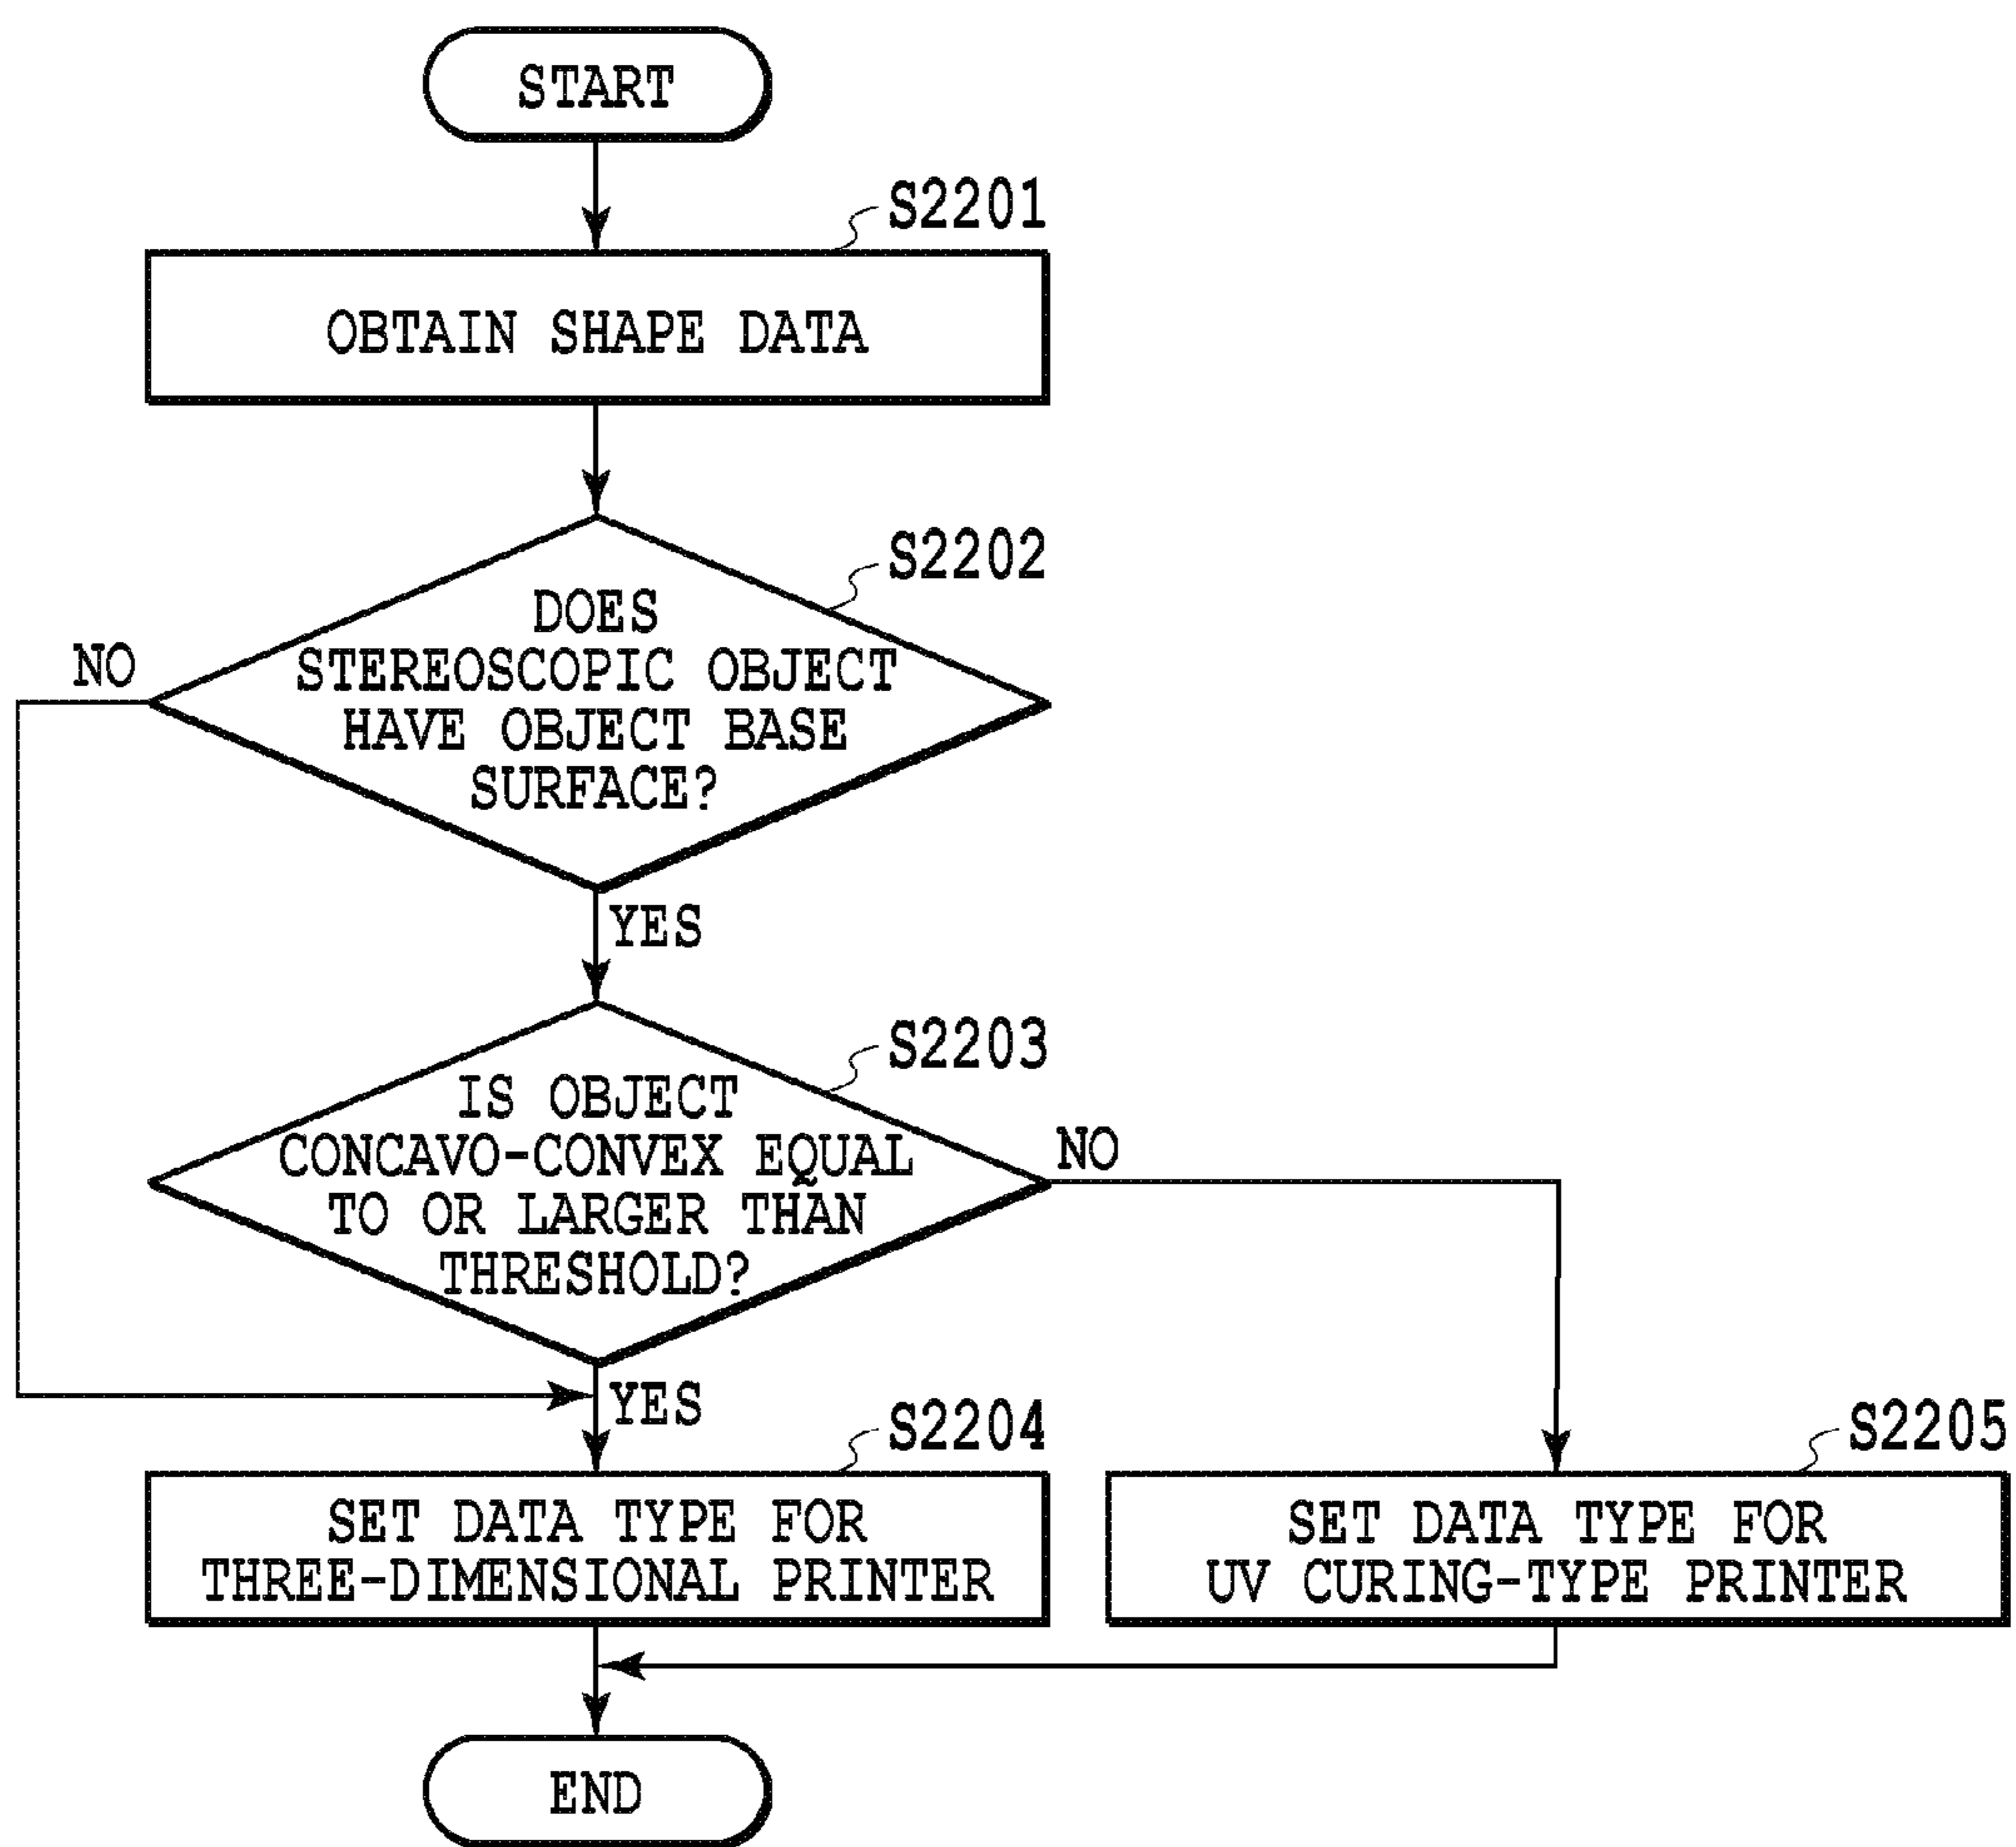 START
S2201
OBTAIN SHAPE DATA
S2202
DOES
STEREOSCOPIC OBJECT
HAVE OBJECT BASE
SURFACE?
NO
YES
S2203
IS OBJECT
CONCAVO-CONVEX EQUAL
TO OR LARGER THAN
THRESHOLD?
NO
YES
S2204
SET DATA TYPE FOR
THREE-DIMENSIONAL PRINTER
S2205
SET DATA TYPE FOR
UV CURING-TYPE PRINTER
END